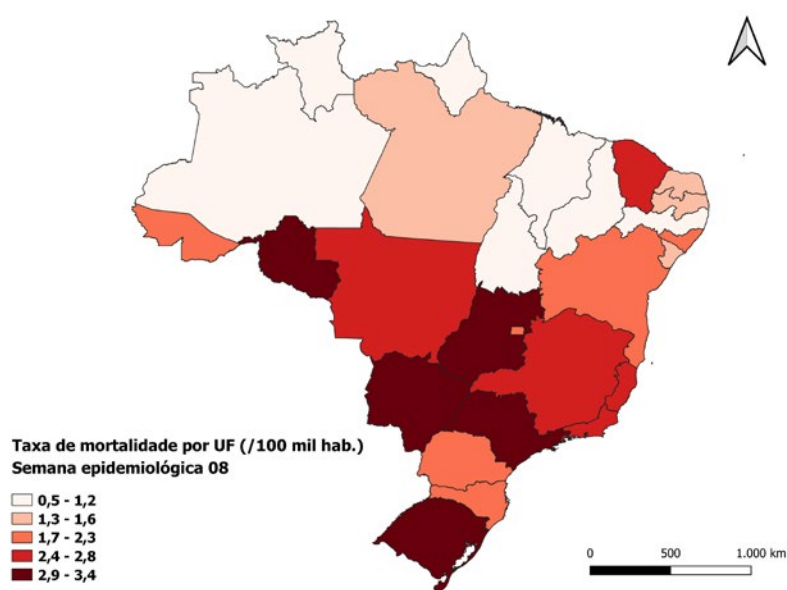 Taxa de mortalidade por UF (/100 mil hab.)
Semana epidemiológica 08
0,5 - 1,2
1,3 - 1,6
1,7 - 2,3
2,4 - 2,8
2,9 - 3,4
0 500 1.000 km